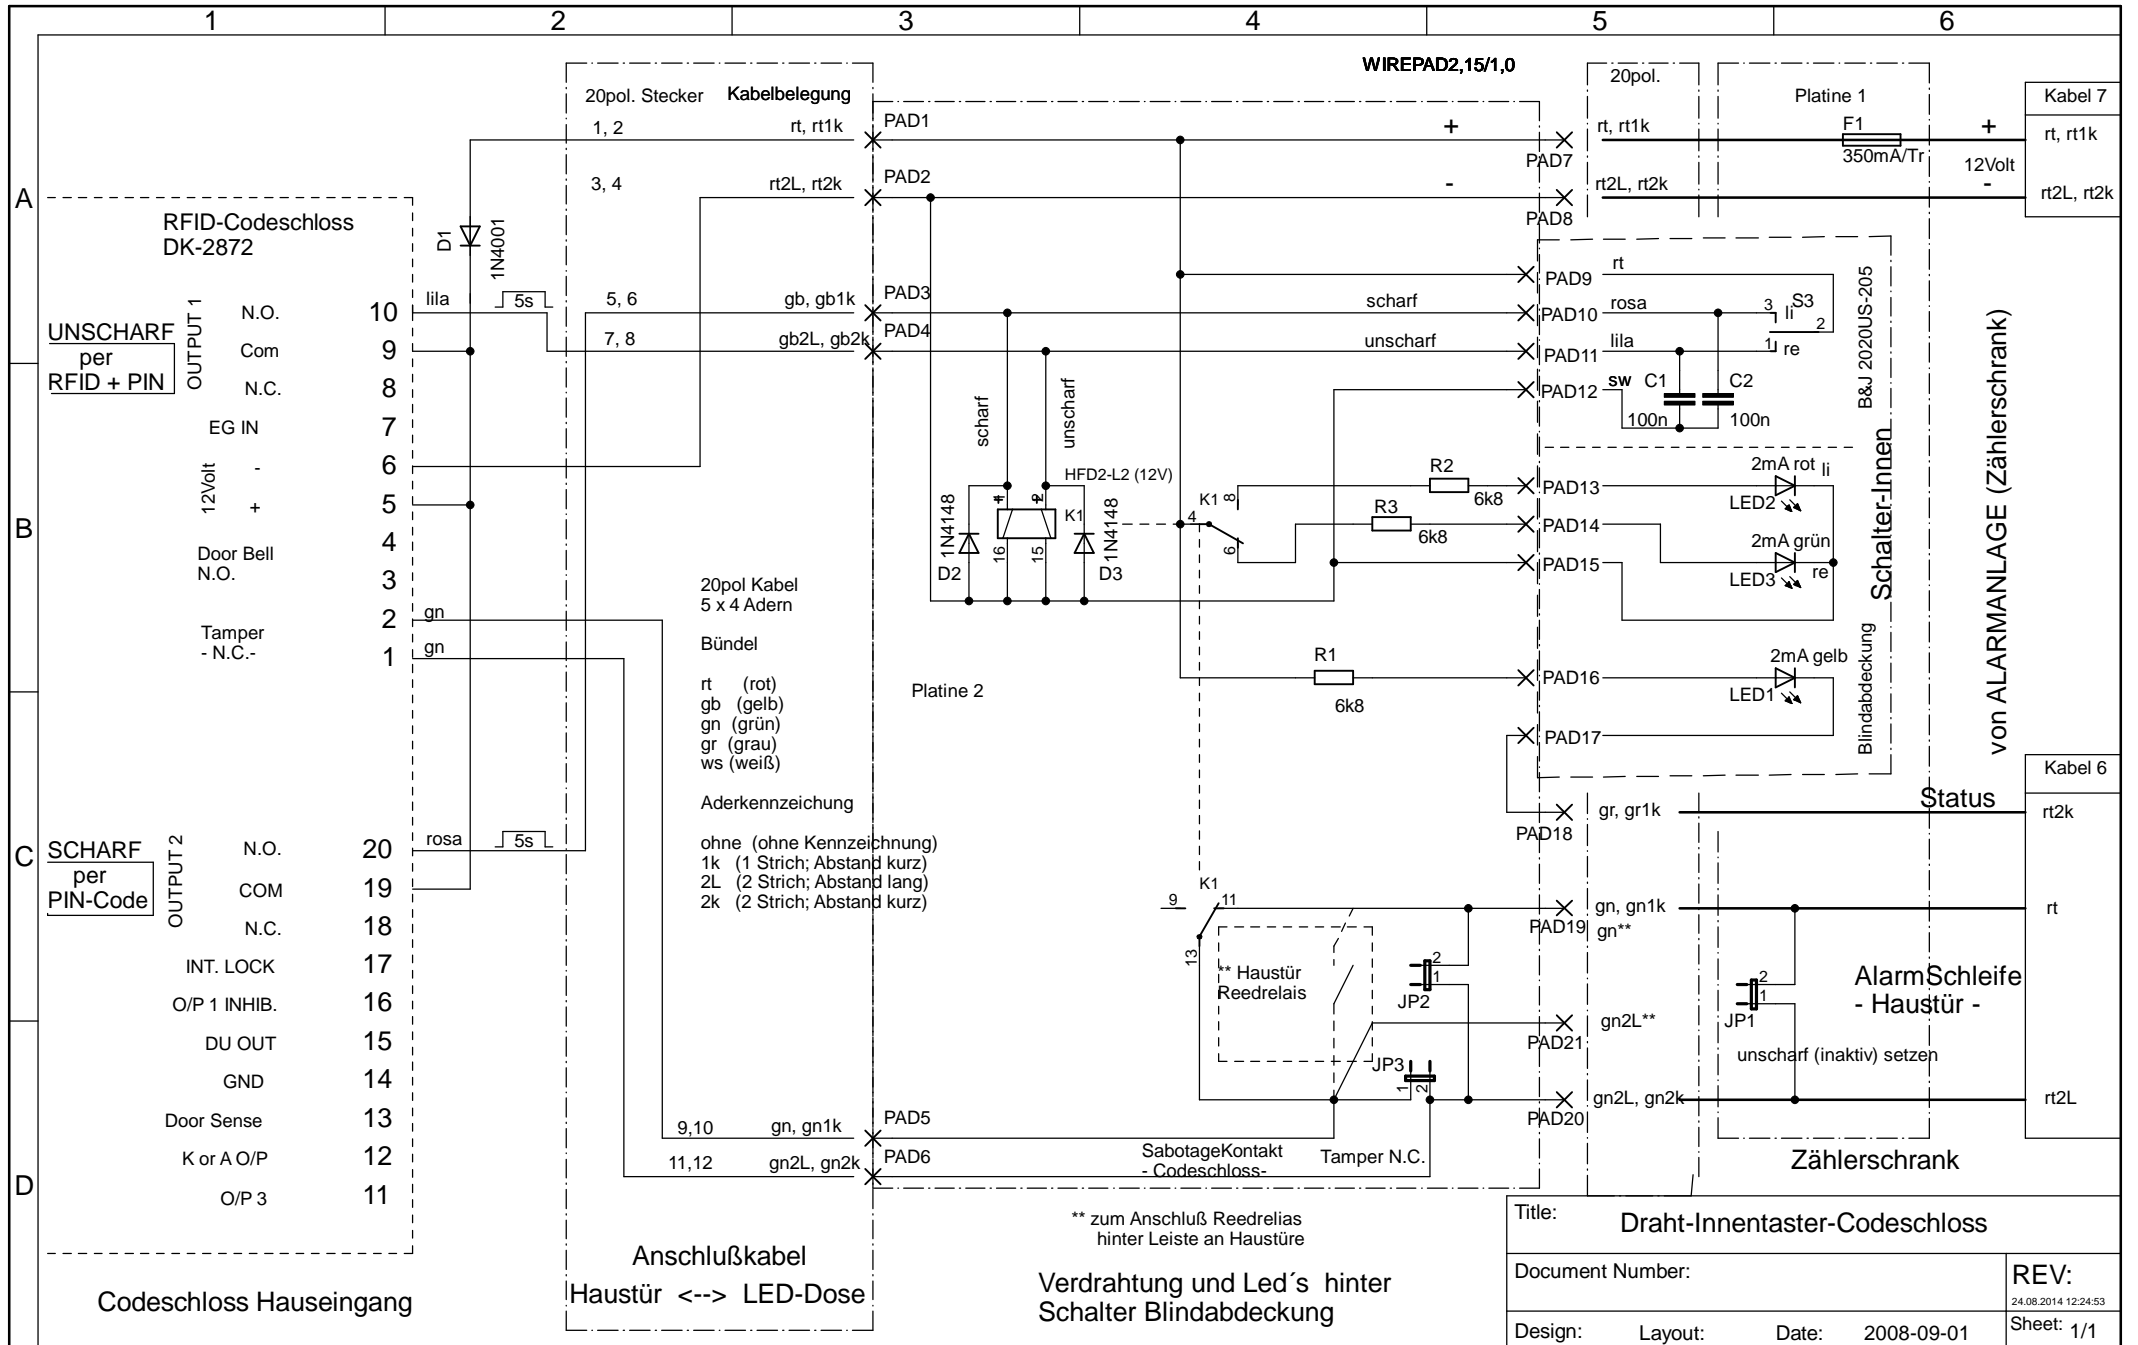 1 2 3 4 5 6
A
B
C
D
WIREPAD2,15/1,0
20pol. Stecker Kabelbelegung
1, 2 rt, rt1k PAD1
3, 4 rt2L, rt2k PAD2
5, 6 gb, gb1k PAD3
7, 8 gb2L, gb2k PAD4
9,10 gn, gn1k PAD5
11,12 gn2L, gn2k PAD6
RFID-Codeschloss
DK-2872
D1
1N4001
UNSCHARF
per
RFID + PIN
OUTPUT 1
N.O. 10 lila 5s
Com 9
N.C. 8
EG IN 7
12Volt
- 6
+ 5
4
Door Bell
N.O.
3
2 gn
Tamper
- N.C.-
1 gn
SCHARF
per
PIN-Code
OUTPUT 2
N.O. 20 rosa 5s
COM 19
N.C. 18
INT. LOCK 17
O/P 1 INHIB. 16
DU OUT 15
GND 14
Door Sense 13
K or A O/P 12
O/P 3 11
Codeschloss Hauseingang
20pol Kabel
5 x 4 Adern
Bündel
rt (rot)
gb (gelb)
gn (grün)
gr (grau)
ws (weiß)
Aderkennzeichung
ohne (ohne Kennzeichnung)
1k (1 Strich; Abstand kurz)
2L (2 Strich; Abstand lang)
2k (2 Strich; Abstand kurz)
Anschlußkabel
Haustür <--> LED-Dose
Platine 2
scharf
unscharf
scharf
unscharf
HFD2-L2 (12V)
1N4148
D2
16
15
K1
1N4148
D3
K1
4
8
6
R2
6k8
R3
6k8
R1
6k8
+
-
K1
9 11
13
** Haustür
Reedrelais
JP2
2
1
JP3
1
2
SabotageKontakt
- Codeschloss-
Tamper N.C.
** zum Anschluß Reedrelias
hinter Leiste an Haustüre
Verdrahtung und Led´s hinter
Schalter Blindabdeckung
20pol.
Platine 1
PAD7 rt, rt1k
F1
350mA/Tr
+
12Volt
-
PAD8 rt2L, rt2k
Kabel 7
rt, rt1k
rt2L, rt2k
PAD9 rt
PAD10 rosa
PAD11 lila
PAD12 sw
3 S3
li
2
1 re
C1
100n
C2
100n
B&J 2020US-205
Schalter-Innen
PAD13
2mA rot li
LED2
PAD14
2mA grün
LED3 re
PAD15
PAD16
2mA gelb
LED1
PAD17
Blindabdeckung
von ALARMANLAGE (Zählerschrank)
Kabel 6
PAD18 gr, gr1k
Status
rt2k
PAD19 gn, gn1k
gn**
rt
PAD21 gn2L**
PAD20 gn2L, gn2k
rt2L
JP1
2
1
AlarmSchleife
- Haustür -
unscharf (inaktiv) setzen
Zählerschrank
Title: Draht-Innentaster-Codeschloss
Document Number:
REV:
24.08.2014 12:24:53
Design: Layout: Date: 2008-09-01
Sheet: 1/1